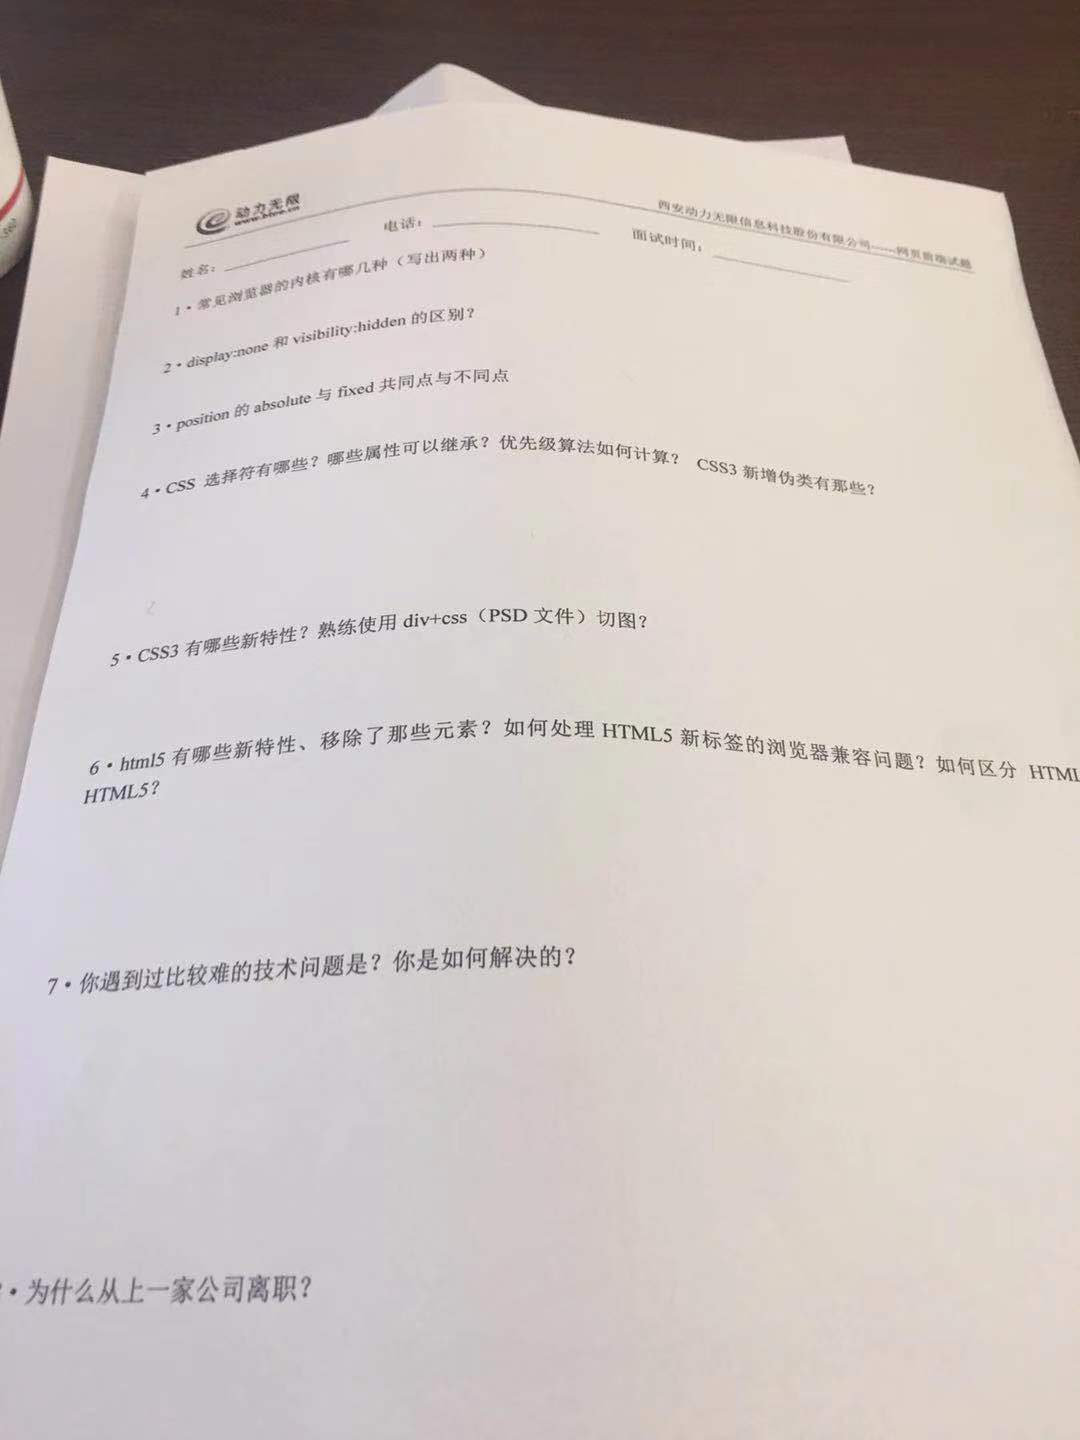 动力无限
www.btoe.cn
西安动力无限信息科技股份有限公司......网页前端试题
姓名： 电话： 面试时间：
1·常见浏览器的内核有哪几种（写出两种）
2·display:none 和 visibility:hidden 的区别？
3·position 的 absolute 与 fixed 共同点与不同点
4·CSS 选择符有哪些？哪些属性可以继承？优先级算法如何计算？ CSS3 新增伪类有那些？
5·CSS3 有哪些新特性？熟练使用 div+css（PSD 文件）切图？
6·html5 有哪些新特性、移除了那些元素？如何处理 HTML5 新标签的浏览器兼容问题？如何区分 HTML
HTML5？
7·你遇到过比较难的技术问题是？你是如何解决的？
·为什么从上一家公司离职？